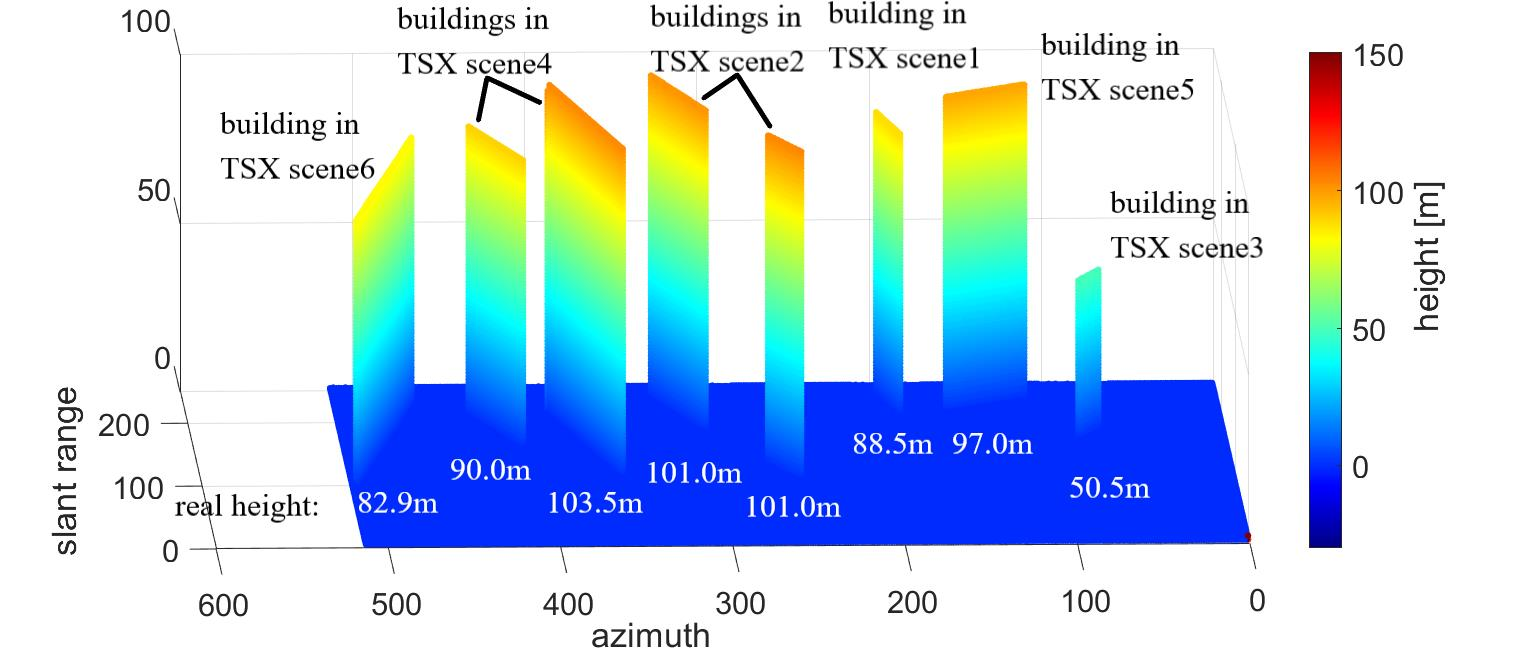 100
buildings in
TSX scene4
buildings in
TSX scene2
building in
TSX scene1
building in
TSX scene5
building in
TSX scene6
building in
TSX scene3
50
0
200
100
0
slant range
real height:
82.9m
90.0m
103.5m
101.0m
101.0m
88.5m
97.0m
50.5m
600
500
400
300
200
100
0
azimuth
150
100
50
0
height [m]